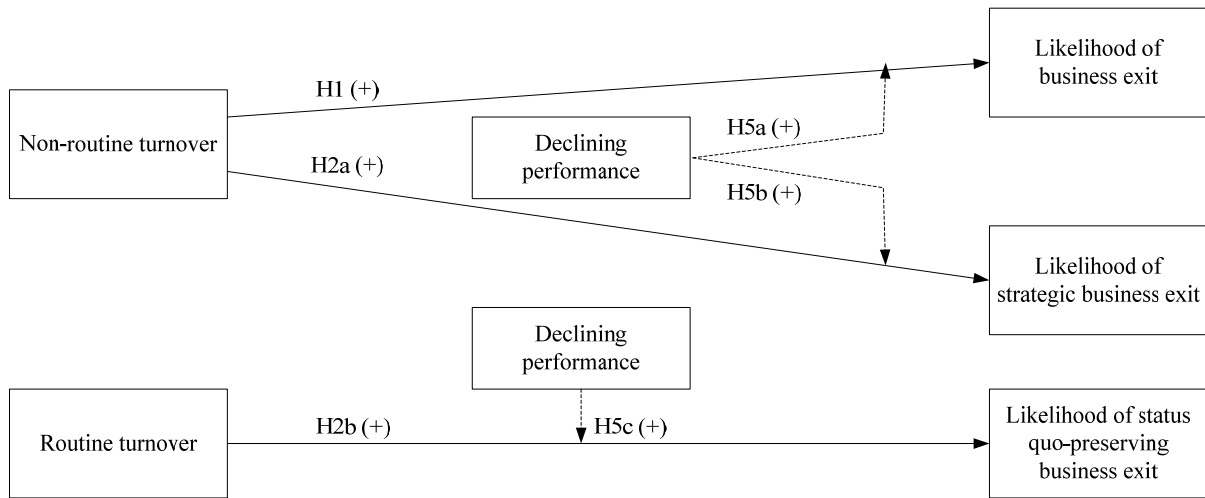 Likelihood of
business exit
H1 (+)
Non-routine turnover
Declining
performance
H5a (+)
H2a (+)
H5b (+)
Likelihood of
strategic business exit
Declining
performance
Routine turnover
H2b (+)
H5c (+)
Likelihood of status
quo-preserving
business exit